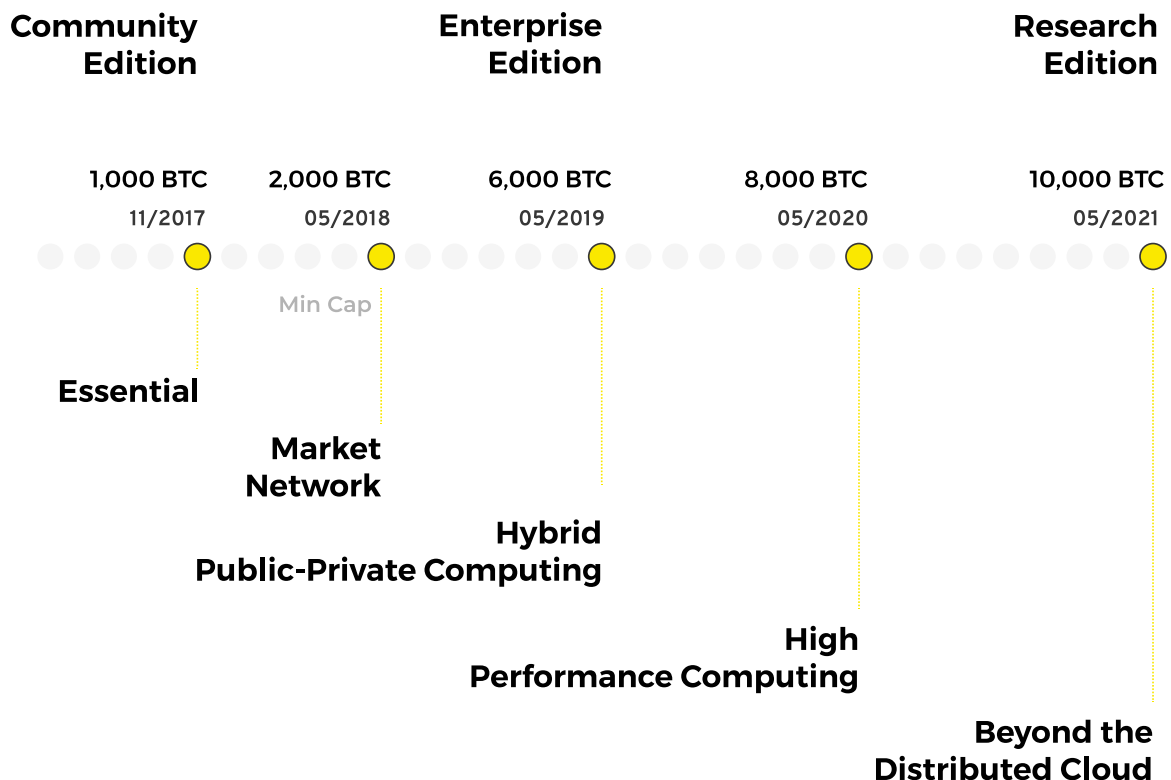 Community
Edition
Enterprise
Edition
Research
Edition
1,000 BTC
2,000 BTC
6,000 BTC
8,000 BTC
10,000 BTC
11/2017
05/2018
05/2019
05/2020
05/2021
Min Cap
Essential
Market
Network
Hybrid
Public-Private Computing
High
Performance Computing
Beyond the
Distributed Cloud